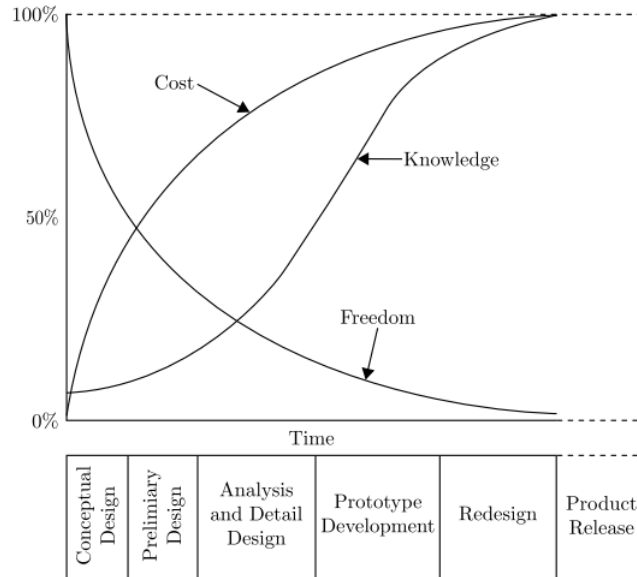 100%
Cost
Knowledge
50%
Freedom
0%
Time
Conceptual
Design
Prelimiary
Design
Analysis
and Detail
Design
Prototype
Development
Redesign
Product
Release